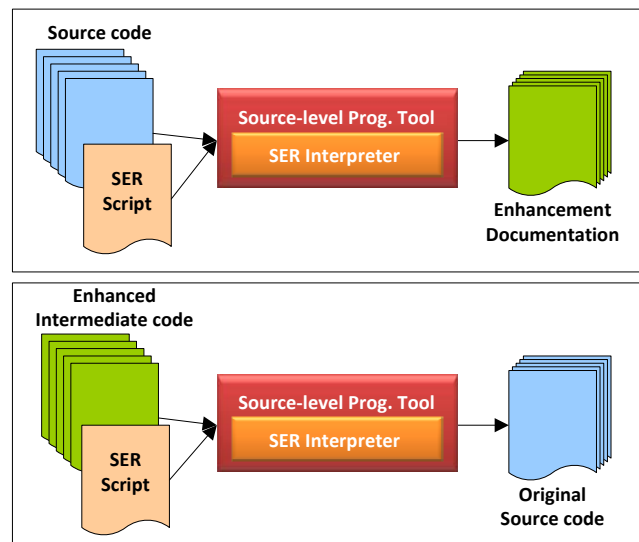 Source code
SER
Script
Source-level Prog. Tool
SER Interpreter
Enhancement
Documentation
Enhanced
Intermediate code
SER
Script
Source-level Prog. Tool
SER Interpreter
Original
Source code